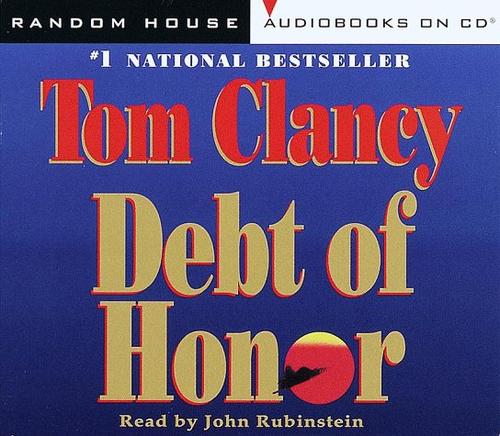 RANDOM HOUSE AUDIOBOOKS ON CD®
#1 NATIONAL BESTSELLER
Tom Clancy
Debt of
Honor
Read by John Rubinstein